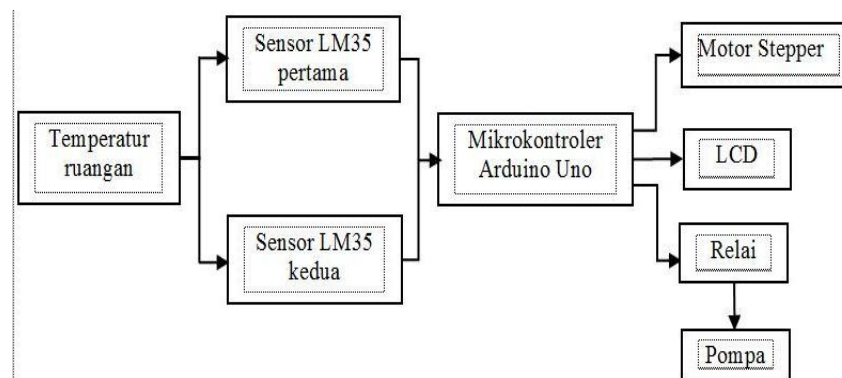 Temperatur
ruangan
Sensor LM35
pertama
Sensor LM35
kedua
Mikrokontroler
Arduino Uno
Motor Stepper
LCD
Relai
Pompa